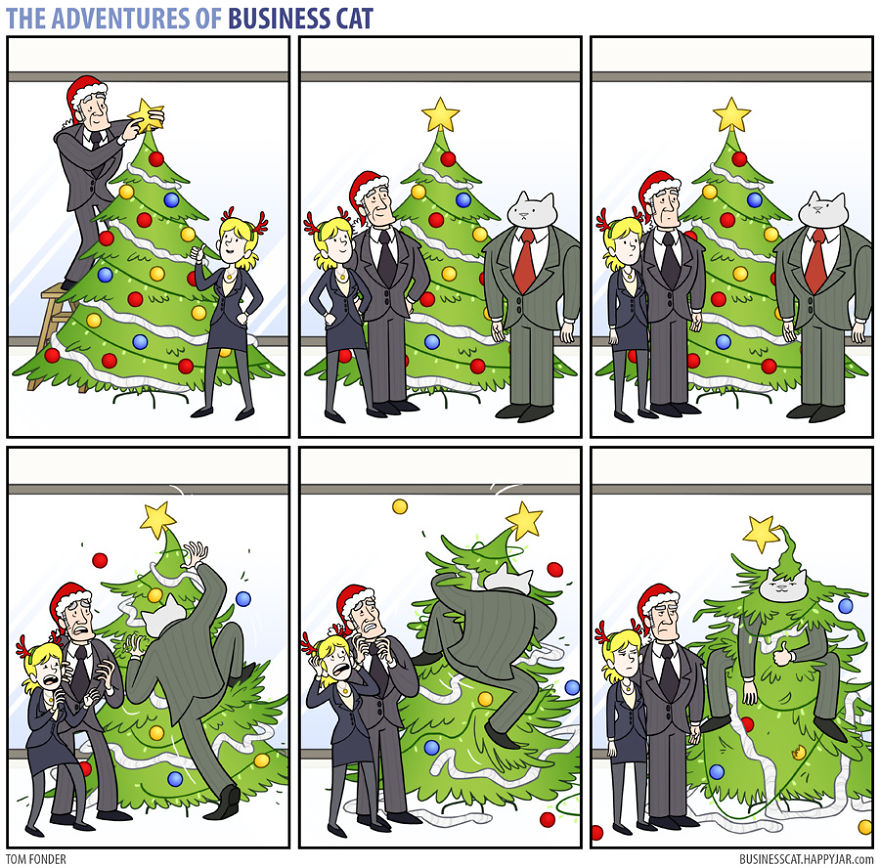 THE ADVENTURES OF BUSINESS CAT
TOM FONDER
BUSINESSCAT.HAPPYJAR.com